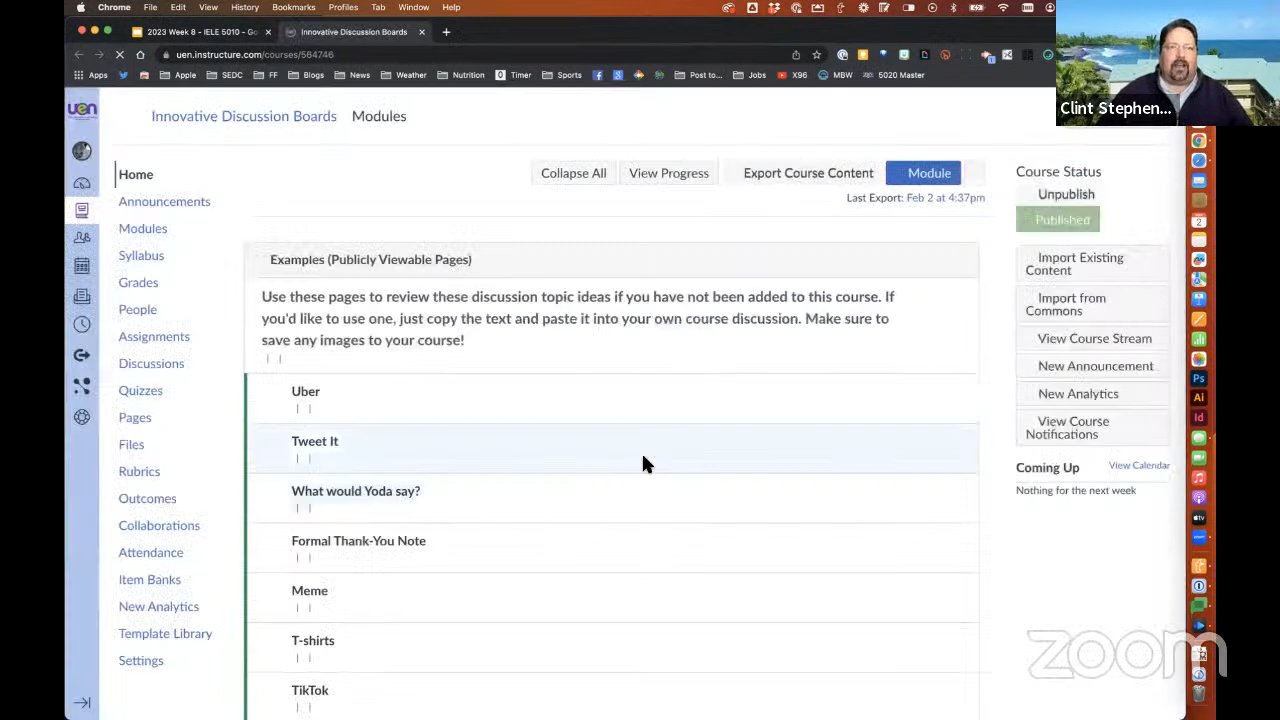 Chrome File Edit View History Bookmarks Profiles Tab Window Help
2023 Week 8 - IELE 5010 - Go
Innovative Discussion Boards
uen.instructure.com/courses/564746
Apps Apple SEDC FF Blogs News Weather Nutrition 0 Timer Sports Post to... Jobs X96 MBW 5020 Master
Clint Stephen...
uen
Innovative Discussion Boards Modules
Home
Announcements
Modules
Syllabus
Grades
People
Assignments
Discussions
Quizzes
Pages
Files
Rubrics
Outcomes
Collaborations
Attendance
Item Banks
New Analytics
Template Library
Settings
Collapse All View Progress Export Course Content Module
Last Export: Feb 2 at 4:37pm
Examples (Publicly Viewable Pages)
Use these pages to review these discussion topic ideas if you have not been added to this course. If
you'd like to use one, just copy the text and paste it into your own course discussion. Make sure to
save any images to your course!
Uber
Tweet It
What would Yoda say?
Formal Thank-You Note
Meme
T-shirts
TikTok
Course Status
Unpublish
Published
Import Existing
Content
Import from
Commons
View Course Stream
New Announcement
New Analytics
View Course
Notifications
Coming Up View Calendar
Nothing for the next week
2
Ps
Ai
Id
tv
zoom
zoom